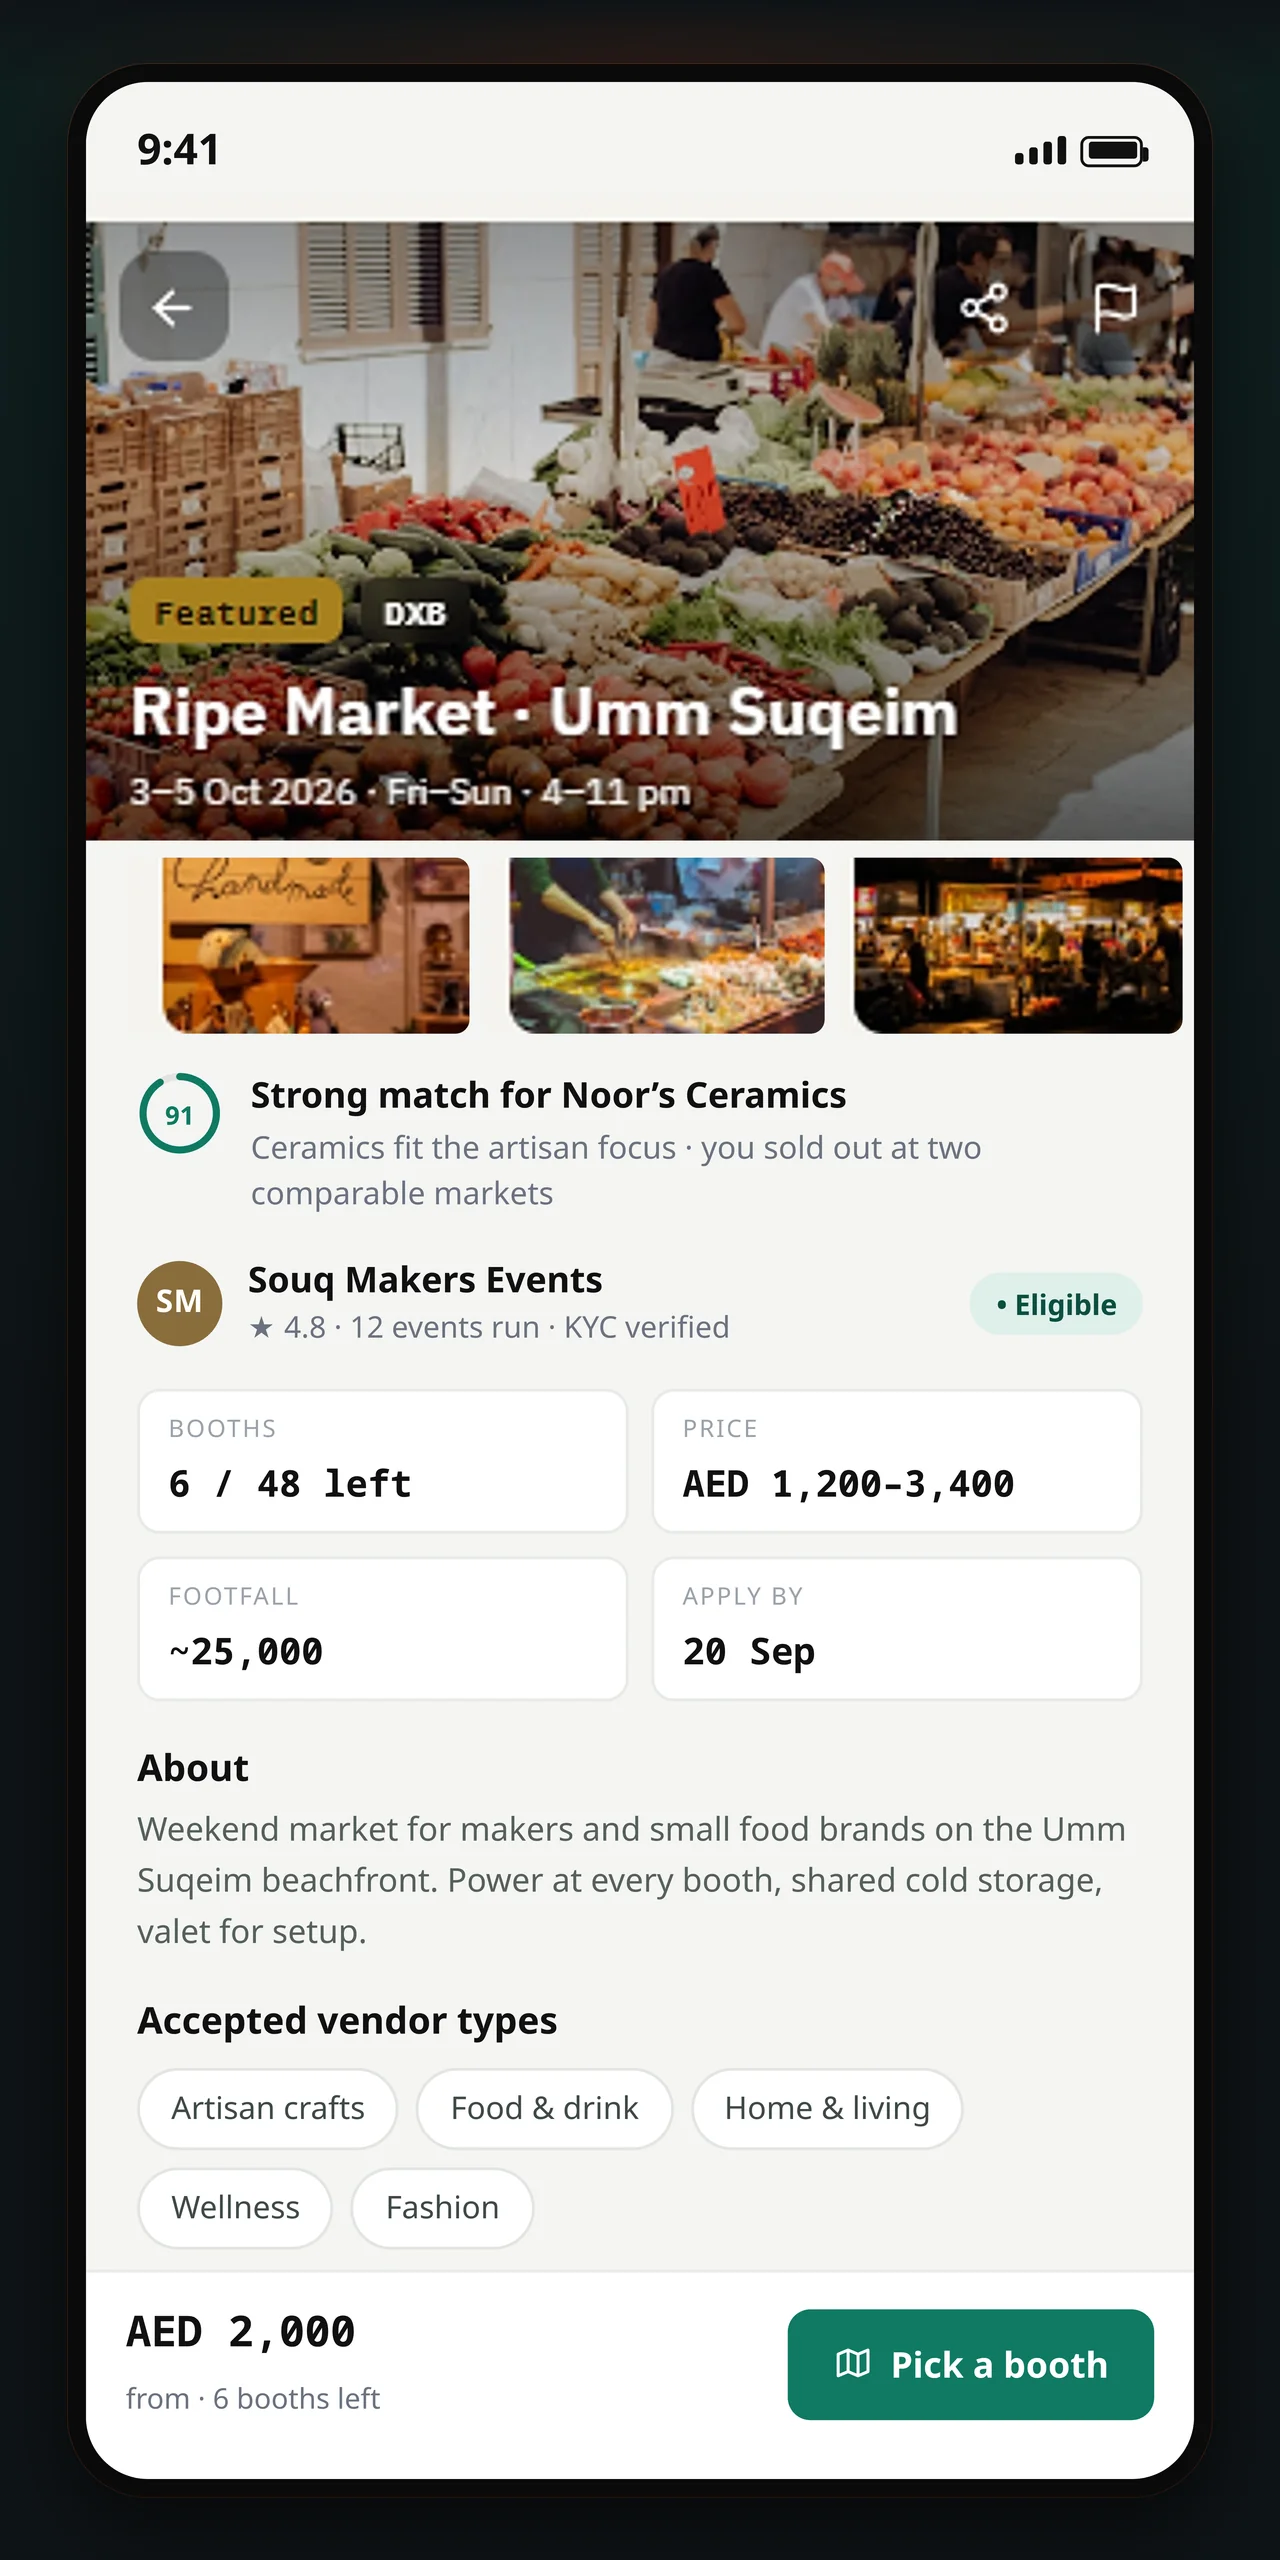 9:41
Featured
DXB
Ripe Market · Umm Suqeim
3–5 Oct 2026 · Fri–Sun · 4–11 pm
handmade
91
Strong match for Noor’s Ceramics
Ceramics fit the artisan focus · you sold out at two
comparable markets
SM
Souq Makers Events
★ 4.8 · 12 events run · KYC verified
• Eligible
BOOTHS
6 / 48 left
PRICE
AED 1,200–3,400
FOOTFALL
~25,000
APPLY BY
20 Sep
About
Weekend market for makers and small food brands on the Umm
Suqeim beachfront. Power at every booth, shared cold storage,
valet for setup.
Accepted vendor types
Artisan crafts
Food & drink
Home & living
Wellness
Fashion
AED 2,000
from · 6 booths left
Pick a booth